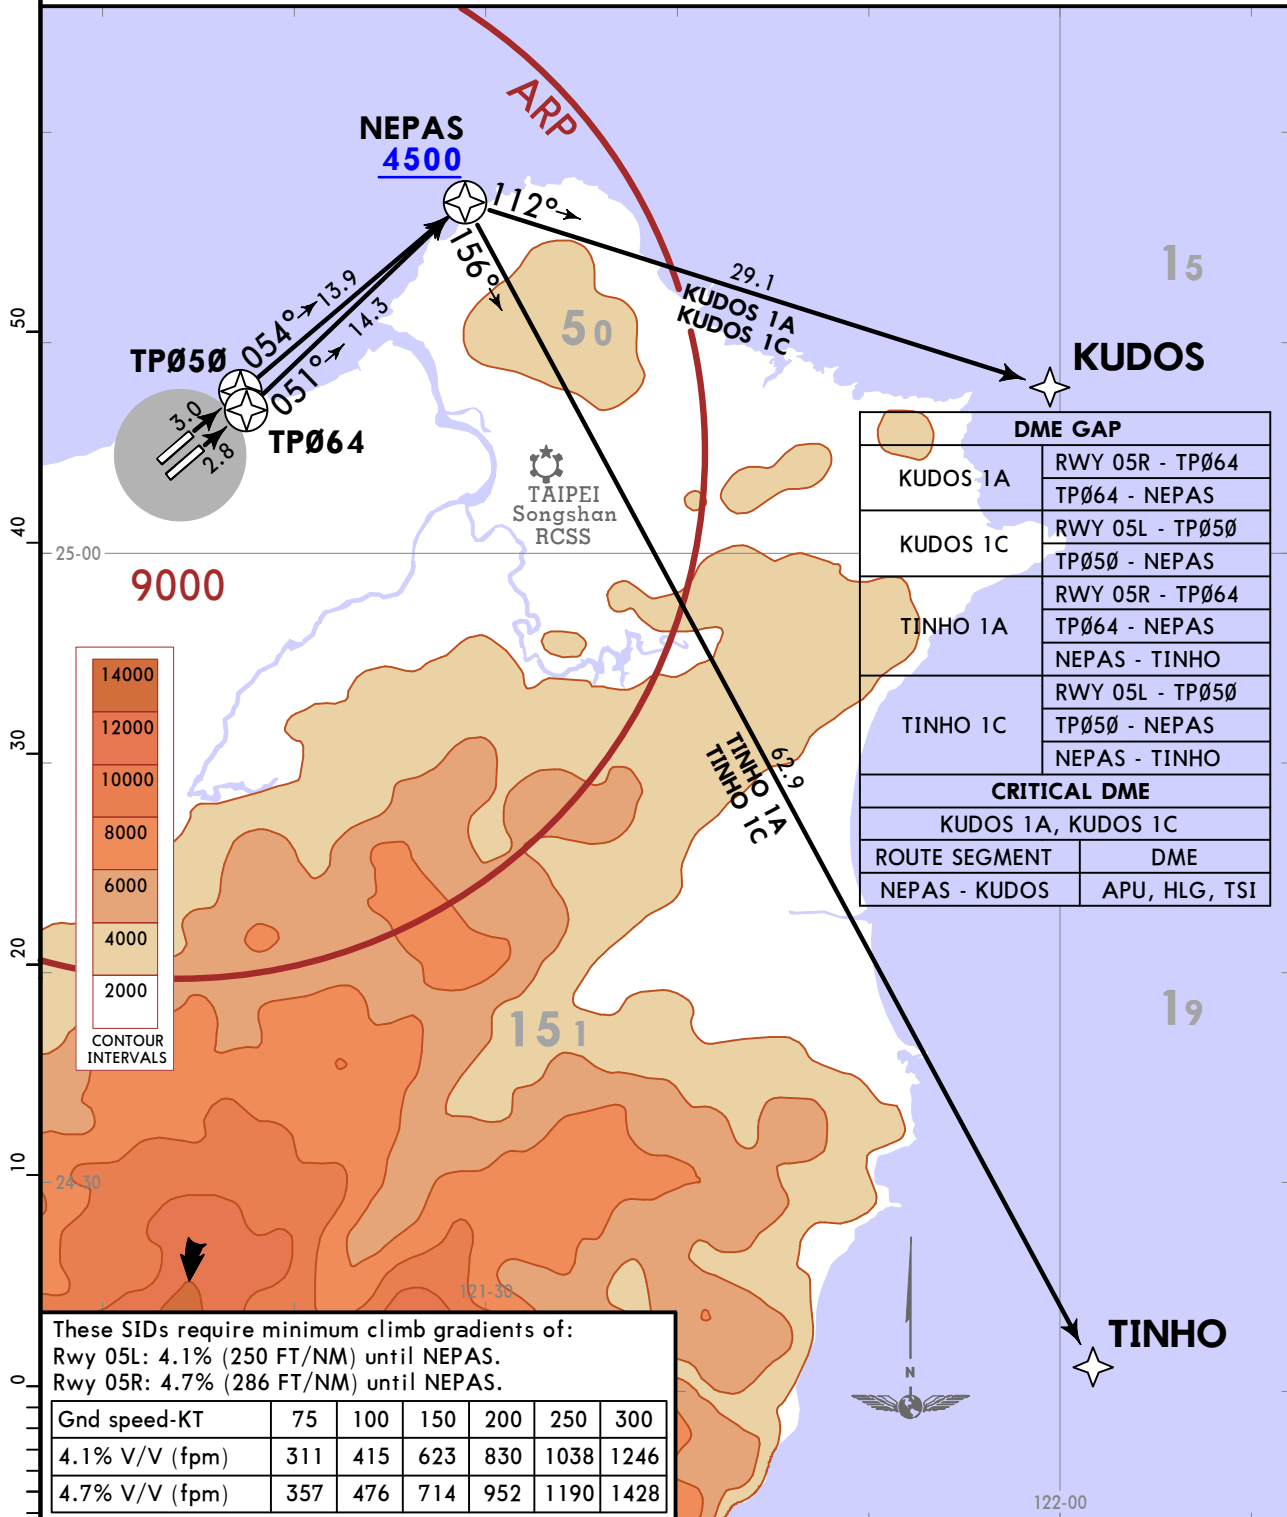 ARP
NEPAS
4500
112°
156°
29.1
KUDOS 1A
KUDOS 1C
15
KUDOS
50
054°
13.9
051°
14.3
TPØ50
TPØ64
3.0
2.8
50
40
30
20
10
0
TAIPEI
Songshan
RCSS
25-00
9000
DME GAP
KUDOS 1A
RWY 05R - TPØ64
TPØ64 - NEPAS
KUDOS 1C
RWY 05L - TPØ50
TPØ50 - NEPAS
TINHO 1A
RWY 05R - TPØ64
TPØ64 - NEPAS
NEPAS - TINHO
TINHO 1C
RWY 05L - TPØ50
TPØ50 - NEPAS
NEPAS - TINHO
CRITICAL DME
KUDOS 1A, KUDOS 1C
ROUTE SEGMENT DME
NEPAS - KUDOS APU, HLG, TSI
14000
12000
10000
8000
6000
4000
2000
CONTOUR
INTERVALS
62.9
TINHO 1A
TINHO 1C
151
19
24-30
121-30
N
TINHO
122-00
These SIDs require minimum climb gradients of:
Rwy 05L: 4.1% (250 FT/NM) until NEPAS.
Rwy 05R: 4.7% (286 FT/NM) until NEPAS.
Gnd speed-KT 75 100 150 200 250 300
4.1% V/V (fpm) 311 415 623 830 1038 1246
4.7% V/V (fpm) 357 476 714 952 1190 1428